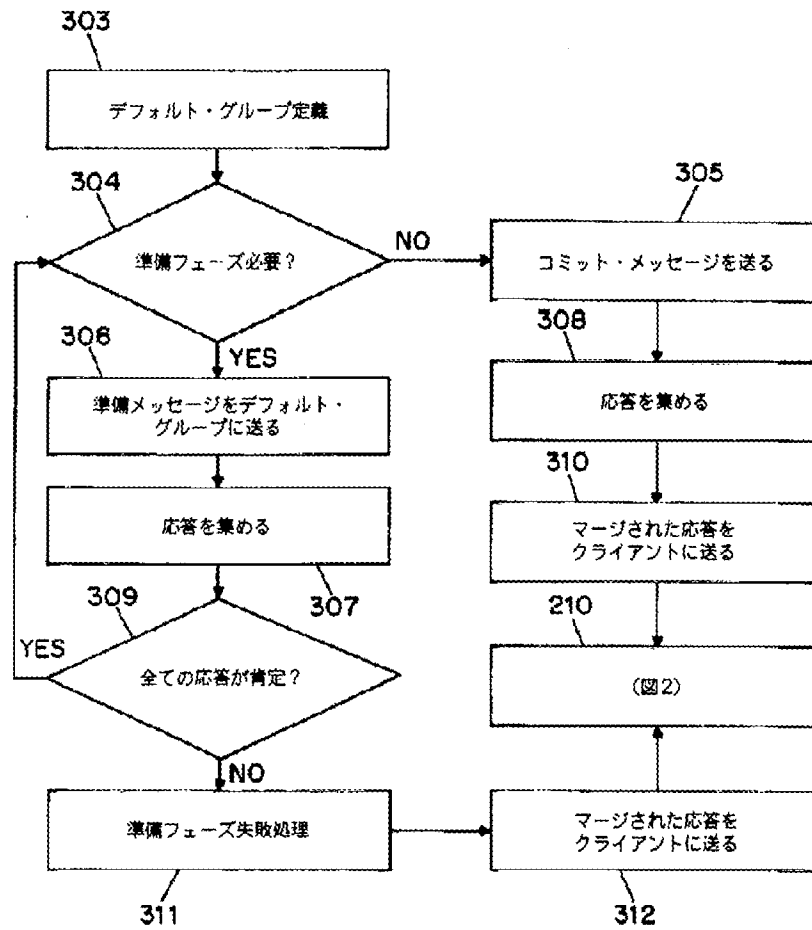 303
デフォルト・グループ定義
304
準備フェーズ必要？
NO
305
コミット・メッセージを送る
YES
306
準備メッセージをデフォルト・
グループに送る
308
応答を集める
応答を集める
307
310
マージされた応答を
クライアントに送る
309
YES
全ての応答が肯定？
210
(図2)
NO
準備フェーズ失敗処理
311
マージされた応答を
クライアントに送る
312